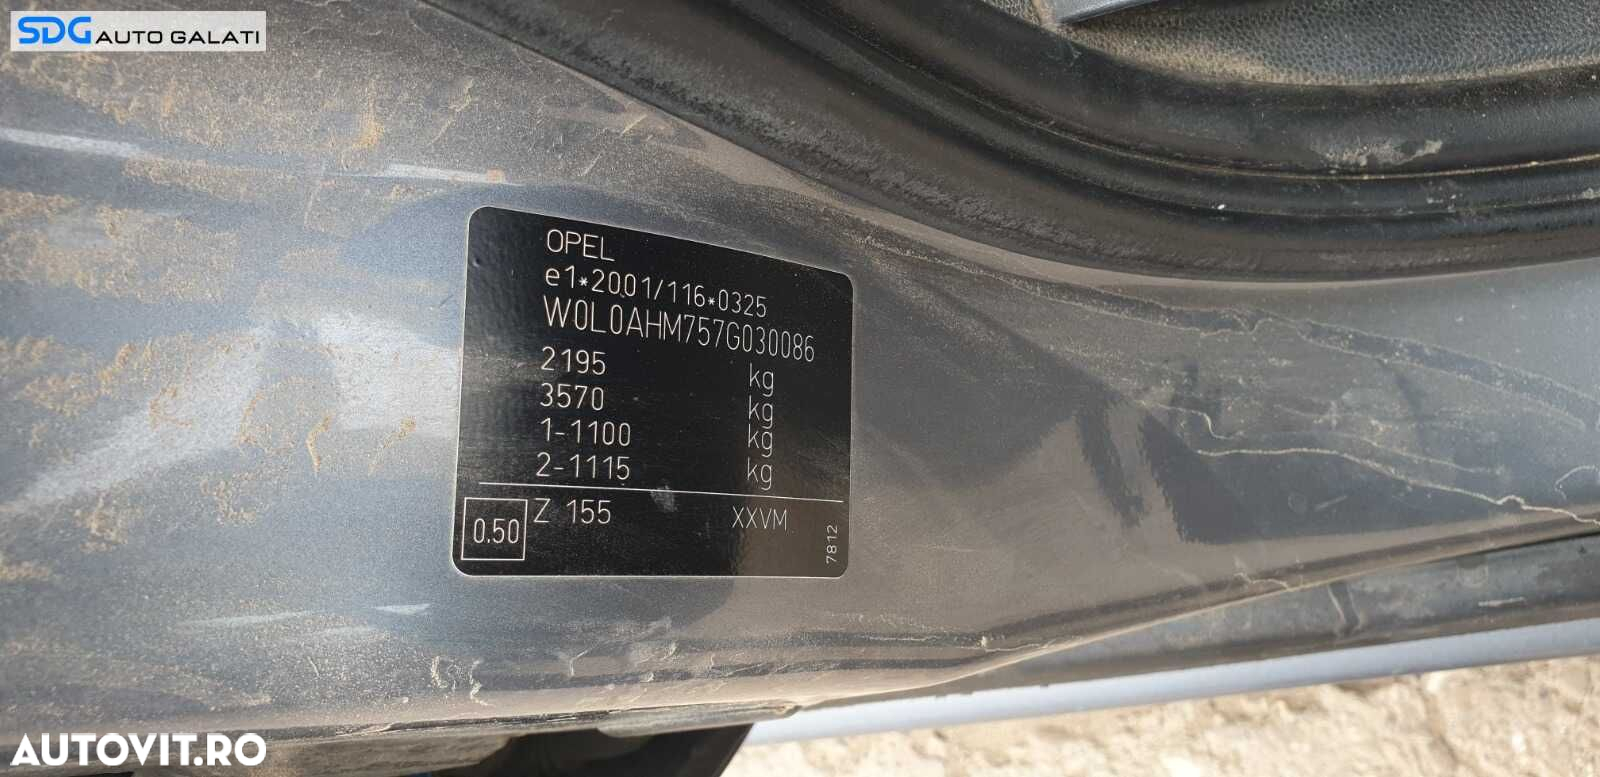 SDG AUTO GALATI
OPEL
e1*2001/116*0325
W0L0AHM757G030086
2195 kg
3570 kg
1-1100 kg
2-1115 kg
0.50 Z 155 XXVM
7812
AUTOVIT.RO